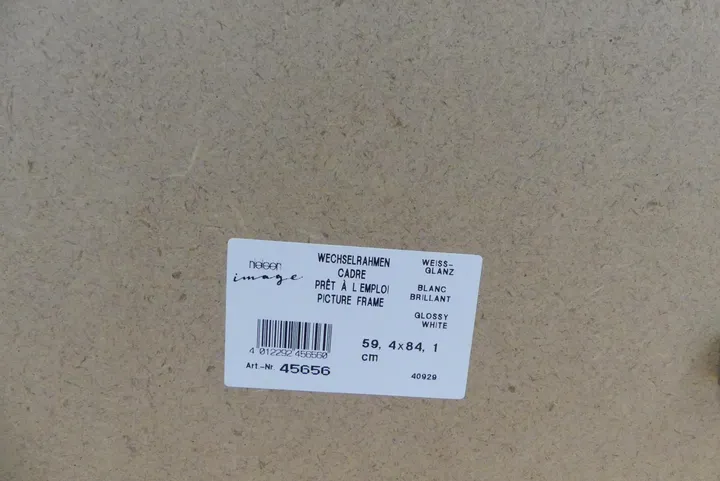 nielsen
image
WECHSELRAHMEN
CADRE
PRÊT À L EMPLOI
PICTURE FRAME
WEISS-
GLANZ
BLANC
BRILLANT
GLOSSY
WHITE
4 012292 456560
Art.-Nr. 45656
59, 4x84, 1
cm
40929